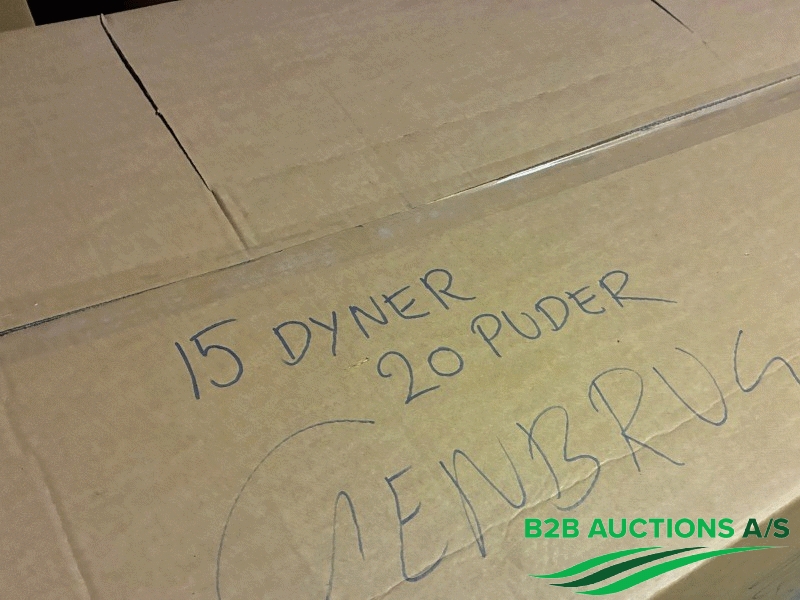 15 DYNER
20 PUDER
GENBRUG
B2B AUCTIONS A/S